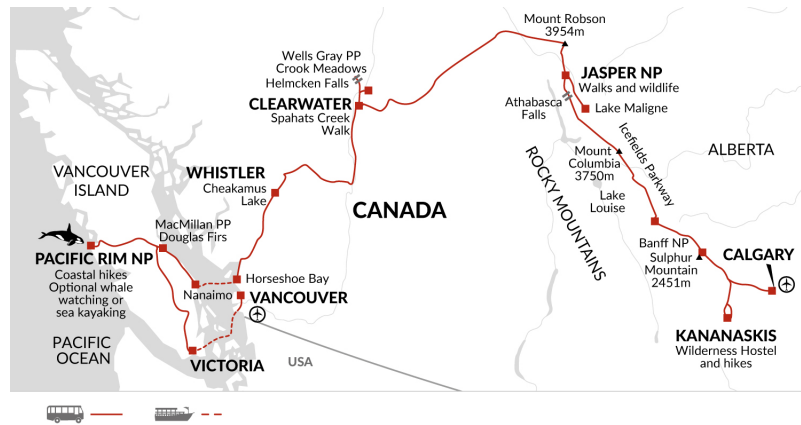 Mount Robson
3954m
Wells Gray PP
Crook Meadows
Helmcken Falls
CLEARWATER
Spahats Creek
Walk
JASPER NP
Walks and wildlife
Athabasca
Falls
Lake Maligne
Icefields Parkway
Mount
Columbia
3750m
ALBERTA
ROCKY MOUNTAINS
Lake
Louise
VANCOUVER
ISLAND
WHISTLER
Cheakamus
Lake
CANADA
MacMillan PP
Douglas Firs
PACIFIC RIM NP
Coastal hikes
Optional whale
watching or
sea kayaking
Horseshoe Bay
Nanaimo
VANCOUVER
Banff NP
Sulphur
Mountain
2451m
CALGARY
KANANASKIS
Wilderness Hostel
and hikes
PACIFIC
OCEAN
VICTORIA
USA